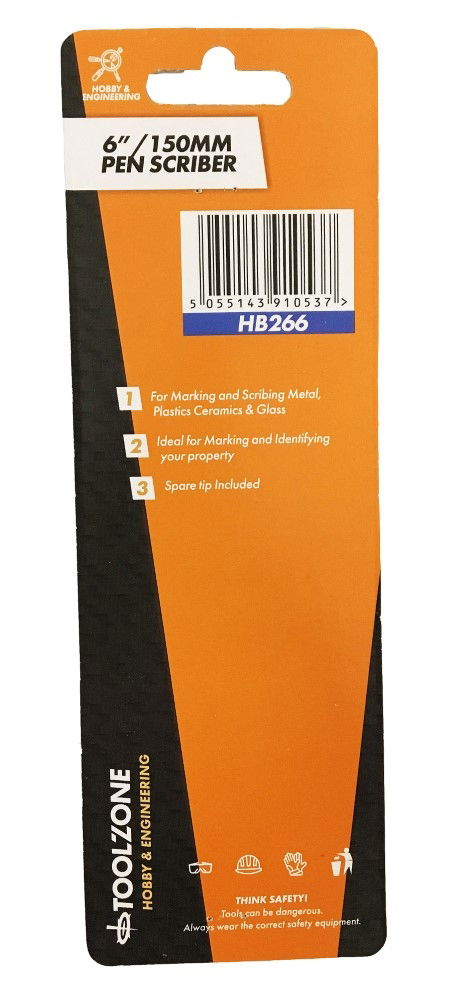 HOBBY &
ENGINEERING
6"/150MM
PEN SCRIBER
5 055143 910537 >
HB266
1 For Marking and Scribing Metal,
Plastics Ceramics & Glass
2 Ideal for Marking and Identifying
your property
3 Spare tip Included
TOOLZONE
HOBBY & ENGINEERING
THINK SAFETY!
Tools can be dangerous.
Always wear the correct safety equipment.